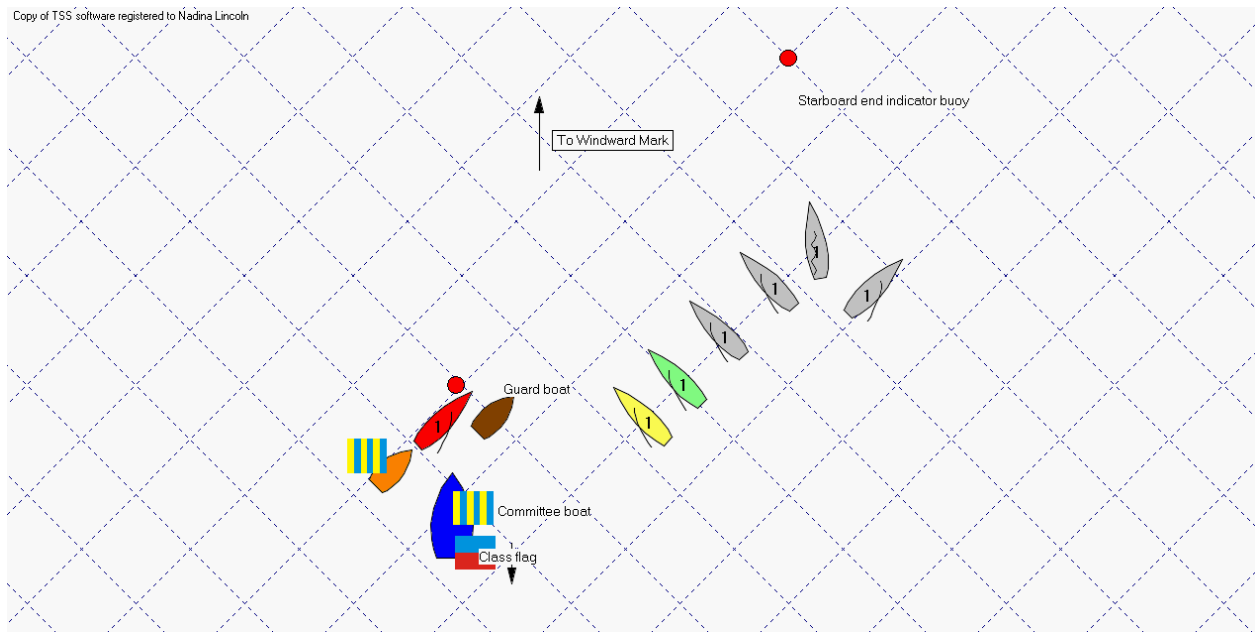 Copy of TSS software registered to Nadina Lincoln
Starboard end indicator buoy
To Windward Mark
1
1
1
1
1
Guard boat
1
1
Committee boat
Class flag